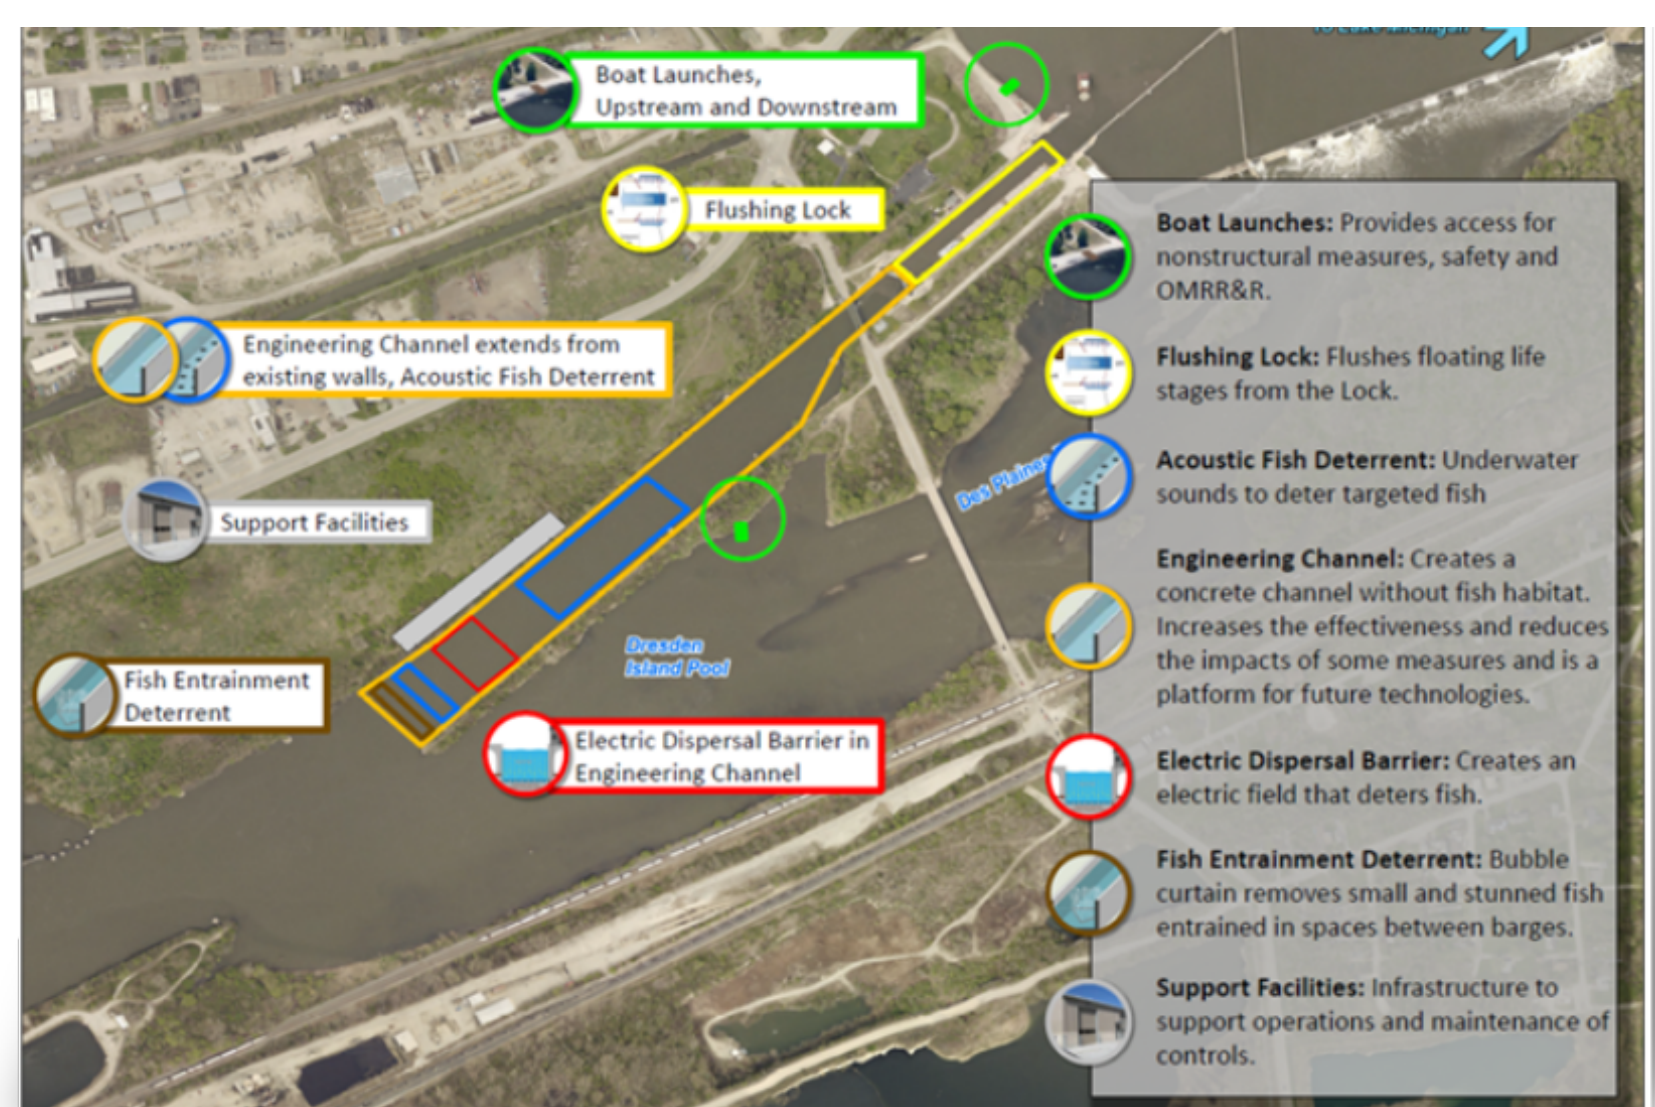 To Lake Michigan
Boat Launches,
Upstream and Downstream
Flushing Lock
Engineering Channel extends from
existing walls, Acoustic Fish Deterrent
Support Facilities
Fish Entrainment
Deterrent
Electric Dispersal Barrier in
Engineering Channel
Dresden
Island Pool
Des Plaines
Boat Launches: Provides access for
nonstructural measures, safety and
OMRR&R.
Flushing Lock: Flushes floating life
stages from the Lock.
Acoustic Fish Deterrent: Underwater
sounds to deter targeted fish
Engineering Channel: Creates a
concrete channel without fish habitat.
Increases the effectiveness and reduces
the impacts of some measures and is a
platform for future technologies.
Electric Dispersal Barrier: Creates an
electric field that deters fish.
Fish Entrainment Deterrent: Bubble
curtain removes small and stunned fish
entrained in spaces between barges.
Support Facilities: Infrastructure to
support operations and maintenance of
controls.